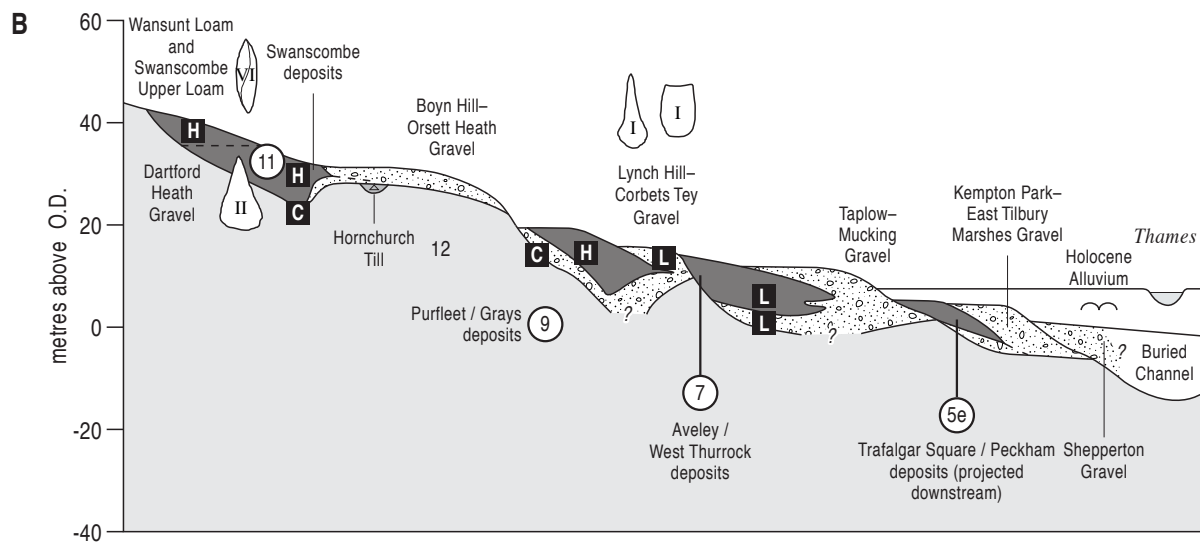 B
60
40
20
0
-20
-40
metres above O.D.
Wansunt Loam
and
Swanscombe
Upper Loam
VI
Swanscombe
deposits
H
11
H
C
Dartford
Heath
Gravel
II
Boyn Hill–
Orsett Heath
Gravel
Hornchurch
Till
12
I
I
Lynch Hill–
Corbets Tey
Gravel
C
H
L
?
Purfleet / Grays
deposits
9
L
L
?
7
Aveley /
West Thurrock
deposits
Taplow–
Mucking
Gravel
Kempton Park–
East Tilbury
Marshes Gravel
5e
Trafalgar Square / Peckham
deposits (projected
downstream)
Holocene
Alluvium
Thames
?
Buried
Channel
Shepperton
Gravel